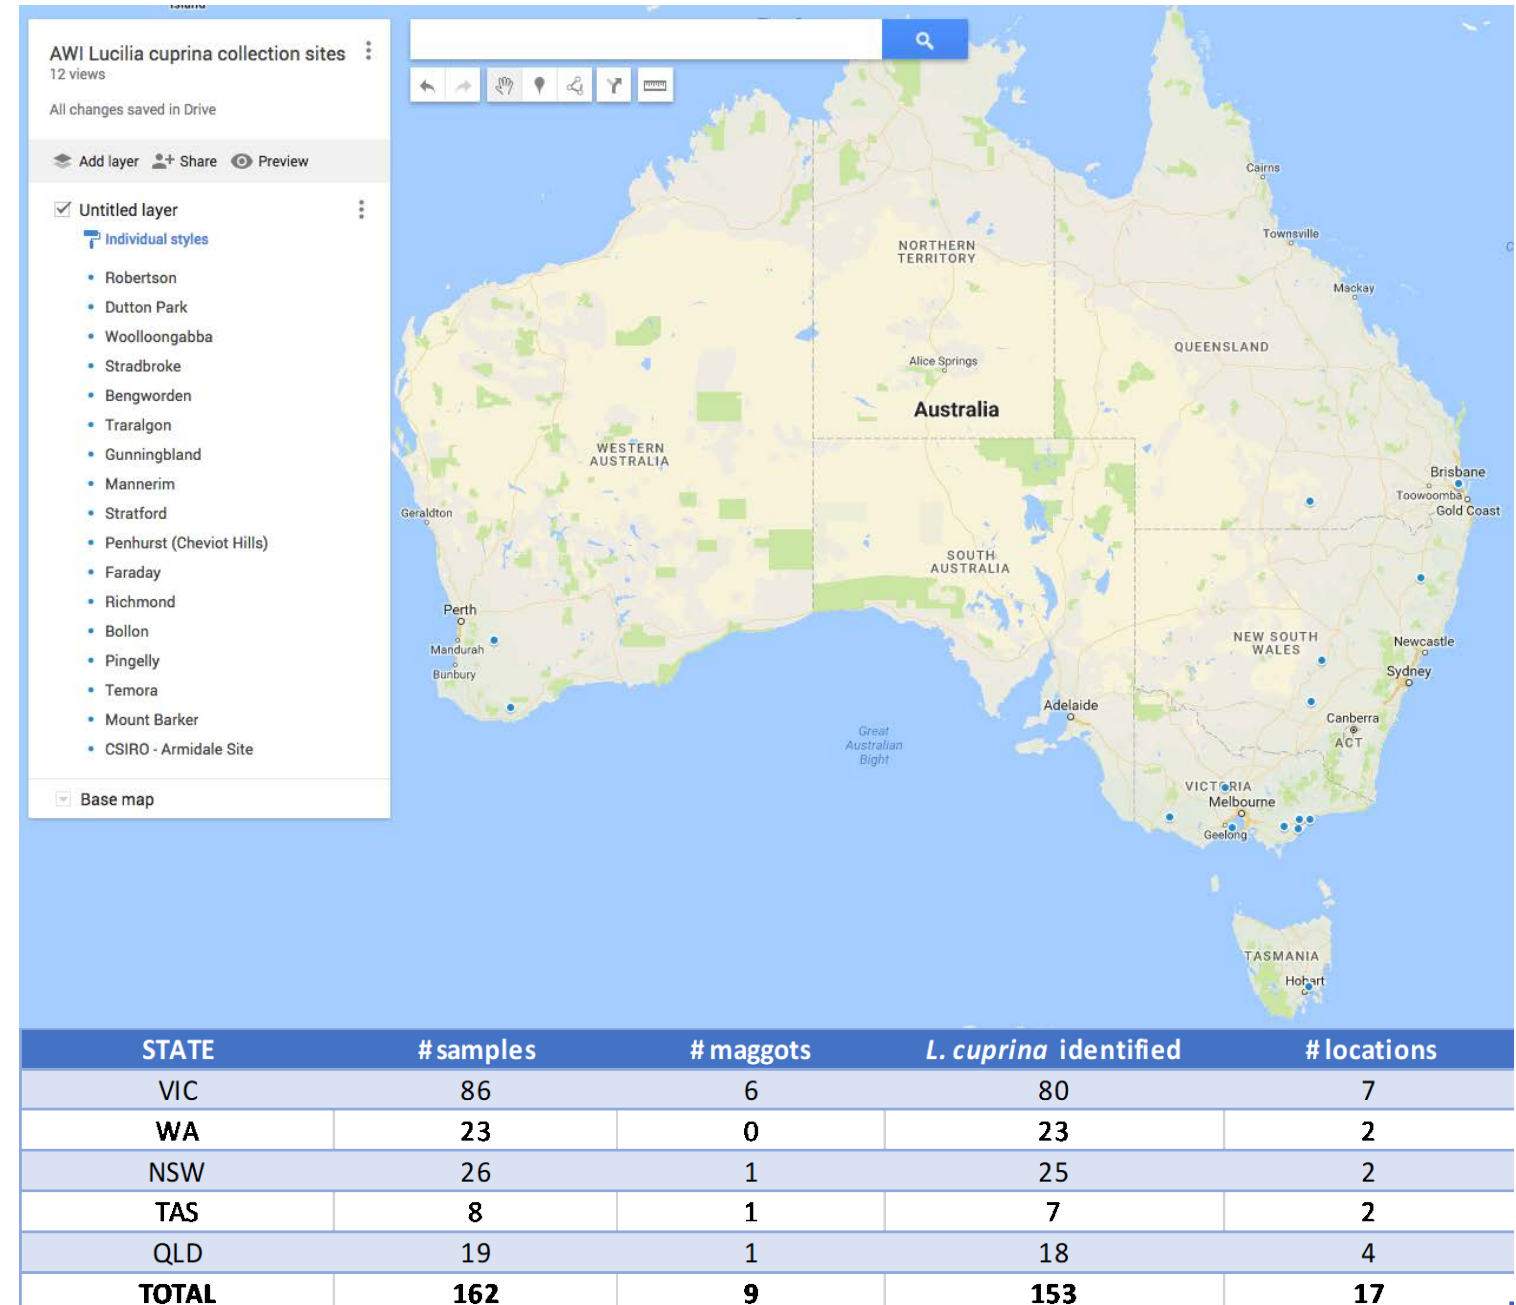 Island
AWI Lucilia cuprina collection sites
12 views
All changes saved in Drive
Add layer Share Preview
Untitled layer
Individual styles
Robertson
Dutton Park
Woolloongabba
Stradbroke
Bengworden
Traralgon
Gunningbland
Mannerim
Stratford
Penhurst (Cheviot Hills)
Faraday
Richmond
Bollon
Pingelly
Temora
Mount Barker
CSIRO - Armidale Site
Base map
Cairns
Townsville
NORTHERN
TERRITORY
Mackay
QUEENSLAND
Alice Springs
Australia
WESTERN
AUSTRALIA
Brisbane
Toowoomba
Gold Coast
Geraldton
SOUTH
AUSTRALIA
Perth
Mandurah
Bunbury
NEW SOUTH
WALES
Newcastle
Sydney
Adelaide
Canberra
ACT
Great
Australian
Bight
VICTORIA
Melbourne
Geelong
TASMANIA
Hobart
STATE # samples # maggots L. cuprina identified # locations
VIC 86 6 80 7
WA 23 0 23 2
NSW 26 1 25 2
TAS 8 1 7 2
QLD 19 1 18 4
TOTAL 162 9 153 17